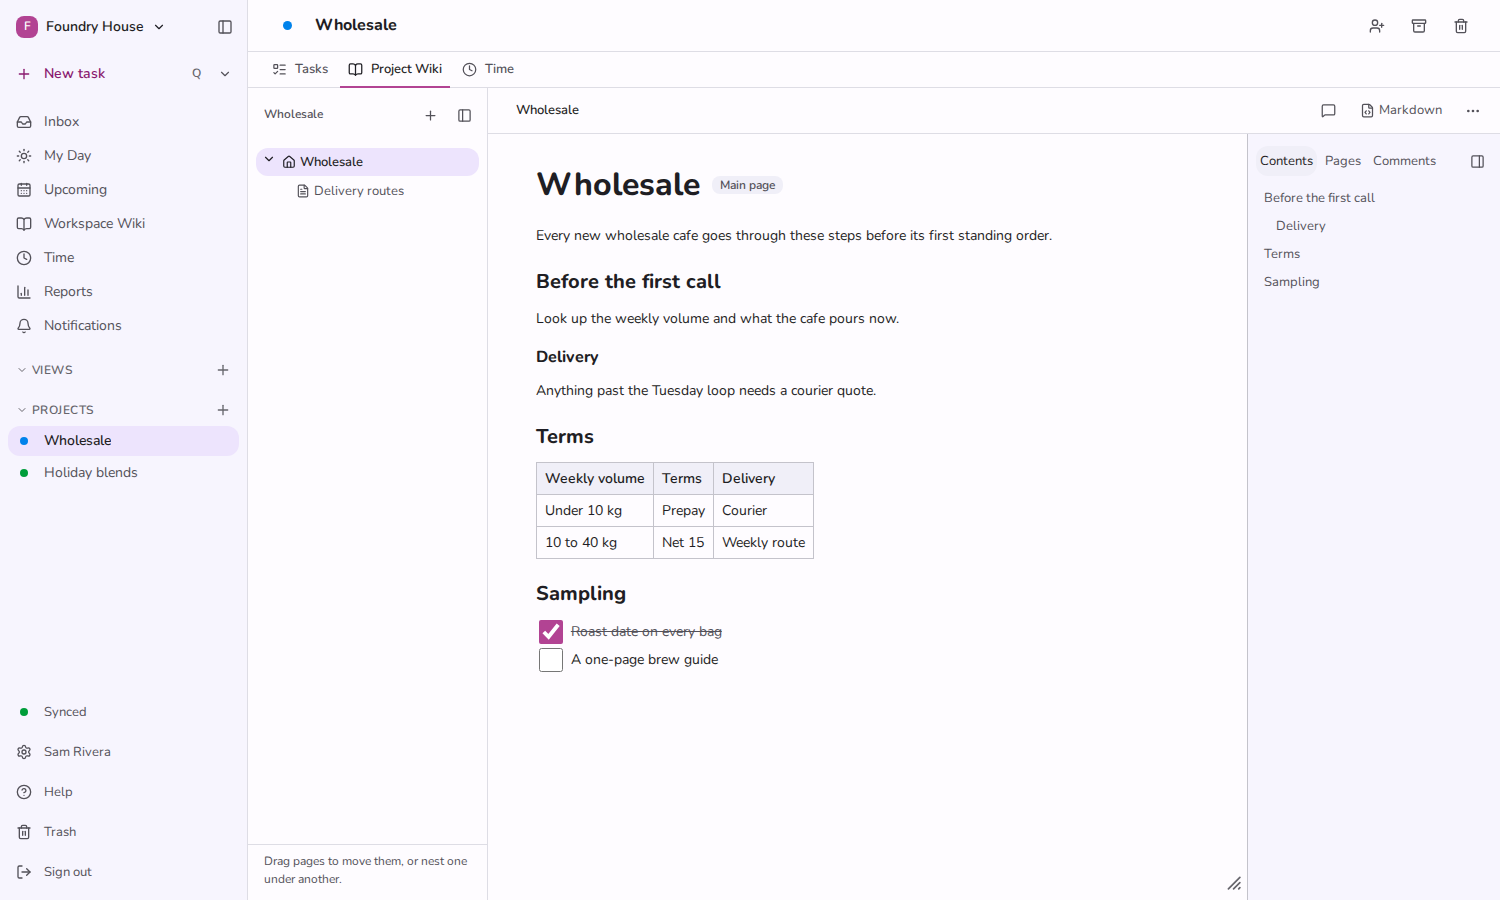 F Foundry House
New task Q
Inbox
My Day
Upcoming
Workspace Wiki
Time
Reports
Notifications
VIEWS
PROJECTS
Wholesale
Holiday blends
Synced
Sam Rivera
Help
Trash
Sign out
Wholesale
Tasks Project Wiki Time
Wholesale
Wholesale
Delivery routes
Drag pages to move them, or nest one
under another.
Wholesale Markdown
Wholesale Main page
Every new wholesale cafe goes through these steps before its first standing order.
Before the first call
Look up the weekly volume and what the cafe pours now.
Delivery
Anything past the Tuesday loop needs a courier quote.
Terms
Weekly volume Terms Delivery
Under 10 kg Prepay Courier
10 to 40 kg Net 15 Weekly route
Sampling
Roast date on every bag
A one-page brew guide
Contents Pages Comments
Before the first call
Delivery
Terms
Sampling